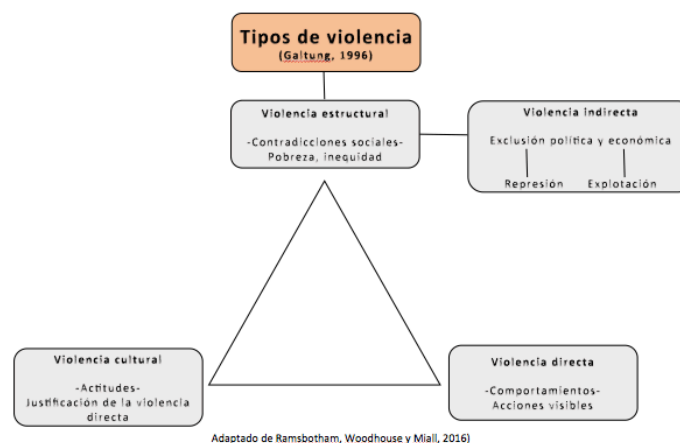 Tipos de violencia
(Galtung, 1996)
Violencia estructural
-Contradicciones sociales-
Pobreza, inequidad
Violencia indirecta
Exclusión política y económica
Represión
Explotación
Violencia cultural
-Actitudes-
Justificación de la violencia
directa
Violencia directa
-Comportamientos-
Acciones visibles
Adaptado de Ramsbotham, Woodhouse y Miall, 2016)